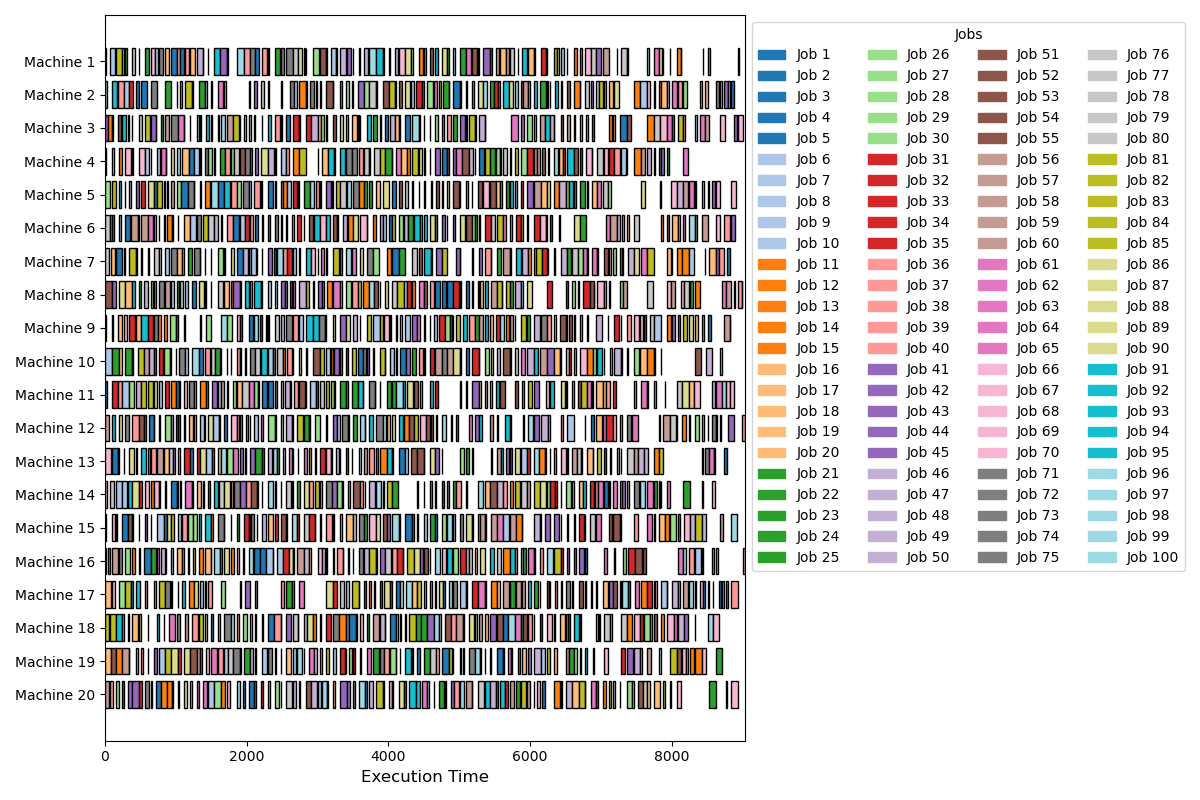 Jobs
Job 1 Job 26 Job 51 Job 76
Job 2 Job 27 Job 52 Job 77
Job 3 Job 28 Job 53 Job 78
Job 4 Job 29 Job 54 Job 79
Job 5 Job 30 Job 55 Job 80
Job 6 Job 31 Job 56 Job 81
Job 7 Job 32 Job 57 Job 82
Job 8 Job 33 Job 58 Job 83
Job 9 Job 34 Job 59 Job 84
Job 10 Job 35 Job 60 Job 85
Job 11 Job 36 Job 61 Job 86
Job 12 Job 37 Job 62 Job 87
Job 13 Job 38 Job 63 Job 88
Job 14 Job 39 Job 64 Job 89
Job 15 Job 40 Job 65 Job 90
Job 16 Job 41 Job 66 Job 91
Job 17 Job 42 Job 67 Job 92
Job 18 Job 43 Job 68 Job 93
Job 19 Job 44 Job 69 Job 94
Job 20 Job 45 Job 70 Job 95
Job 21 Job 46 Job 71 Job 96
Job 22 Job 47 Job 72 Job 97
Job 23 Job 48 Job 73 Job 98
Job 24 Job 49 Job 74 Job 99
Job 25 Job 50 Job 75 Job 100
Machine 1
Machine 2
Machine 3
Machine 4
Machine 5
Machine 6
Machine 7
Machine 8
Machine 9
Machine 10
Machine 11
Machine 12
Machine 13
Machine 14
Machine 15
Machine 16
Machine 17
Machine 18
Machine 19
Machine 20
0 2000 4000 6000 8000
Execution Time